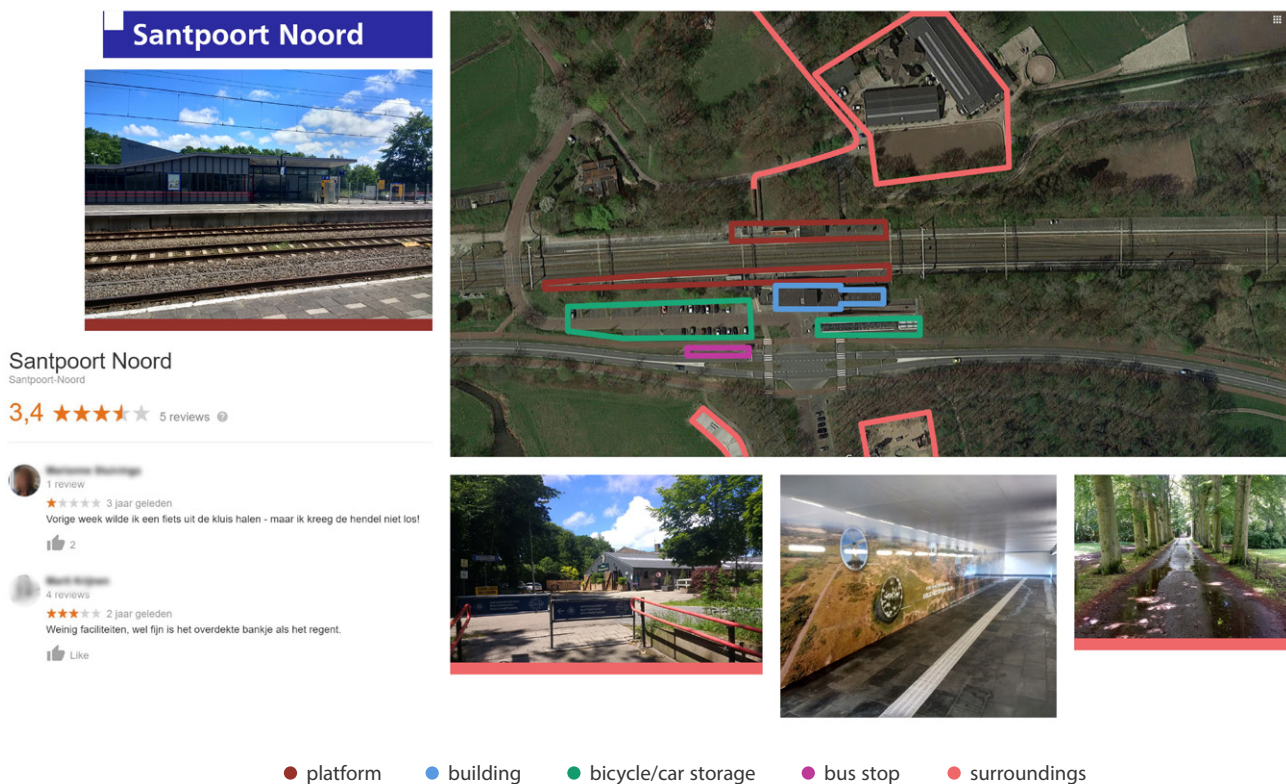 Santpoort Noord
Santpoort Noord
Santpoort-Noord
3,4 5 reviews
1 review
3 jaar geleden
Vorige week wilde ik een fiets uit de kluis halen - maar ik kreeg de hendel niet los!
2
4 reviews
2 jaar geleden
Weinig faciliteiten, wel fijn is het overdekte bankje als het regent.
Like
platform
building
bicycle/car storage
bus stop
surroundings